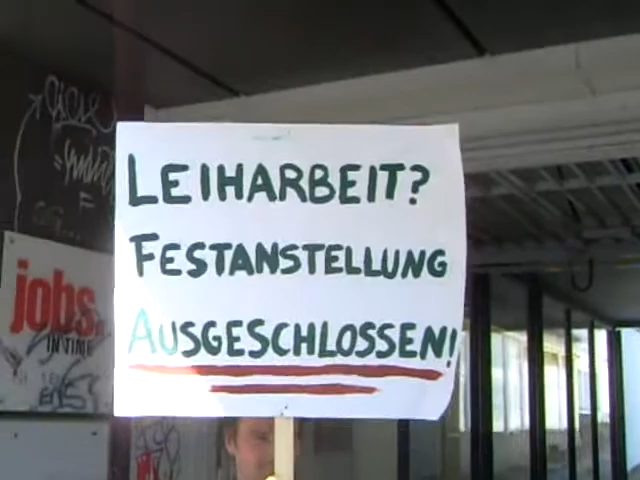 LEIHARBEIT?
FESTANSTELLUNG
AUSGESCHLOSSEN!
jobs
IN TIME